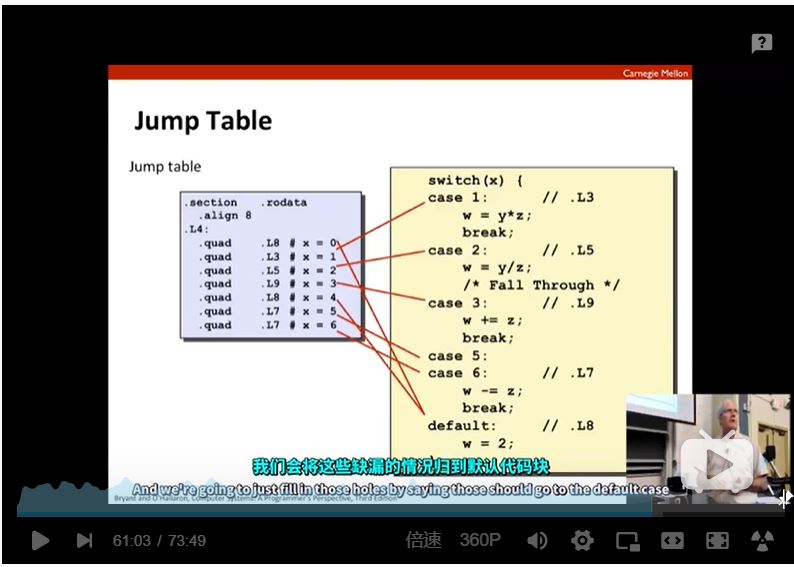 Carnegie Mellon
Jump Table
Jump table
.section .rodata
.align 8
.L4:
.quad .L8 # x = 0
.quad .L3 # x = 1
.quad .L5 # x = 2
.quad .L9 # x = 3
.quad .L8 # x = 4
.quad .L7 # x = 5
.quad .L7 # x = 6
switch(x) {
case 1: // .L3
w = y*z;
break;
case 2: // .L5
w = y/z;
/* Fall Through */
case 3: // .L9
w += z;
break;
case 5:
case 6: // .L7
w -= z;
break;
default: // .L8
w = 2;
我们会将这些缺漏的情况归到默认代码块
And we're going to just fill in those holes by saying those should go to the default case
Bryant and O'Hallaron, Computer Systems: A Programmer's Perspective, Third Edition
61:03 / 73:49
倍速
360P